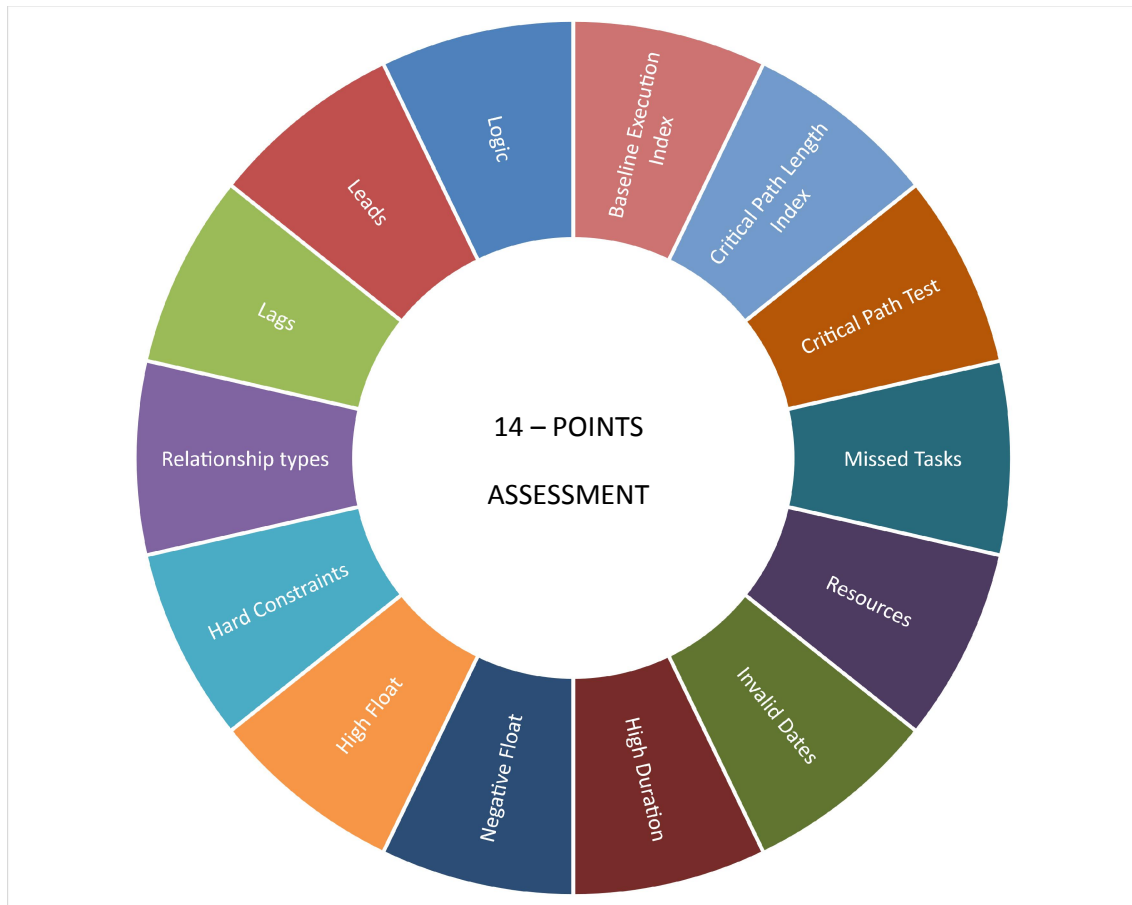 14 – POINTS
ASSESSMENT
Logic
Leads
Lags
Relationship types
Hard Constraints
High Float
Negative Float
High Duration
Invalid Dates
Resources
Missed Tasks
Critical Path Test
Critical Path Length
Index
Baseline Execution
Index